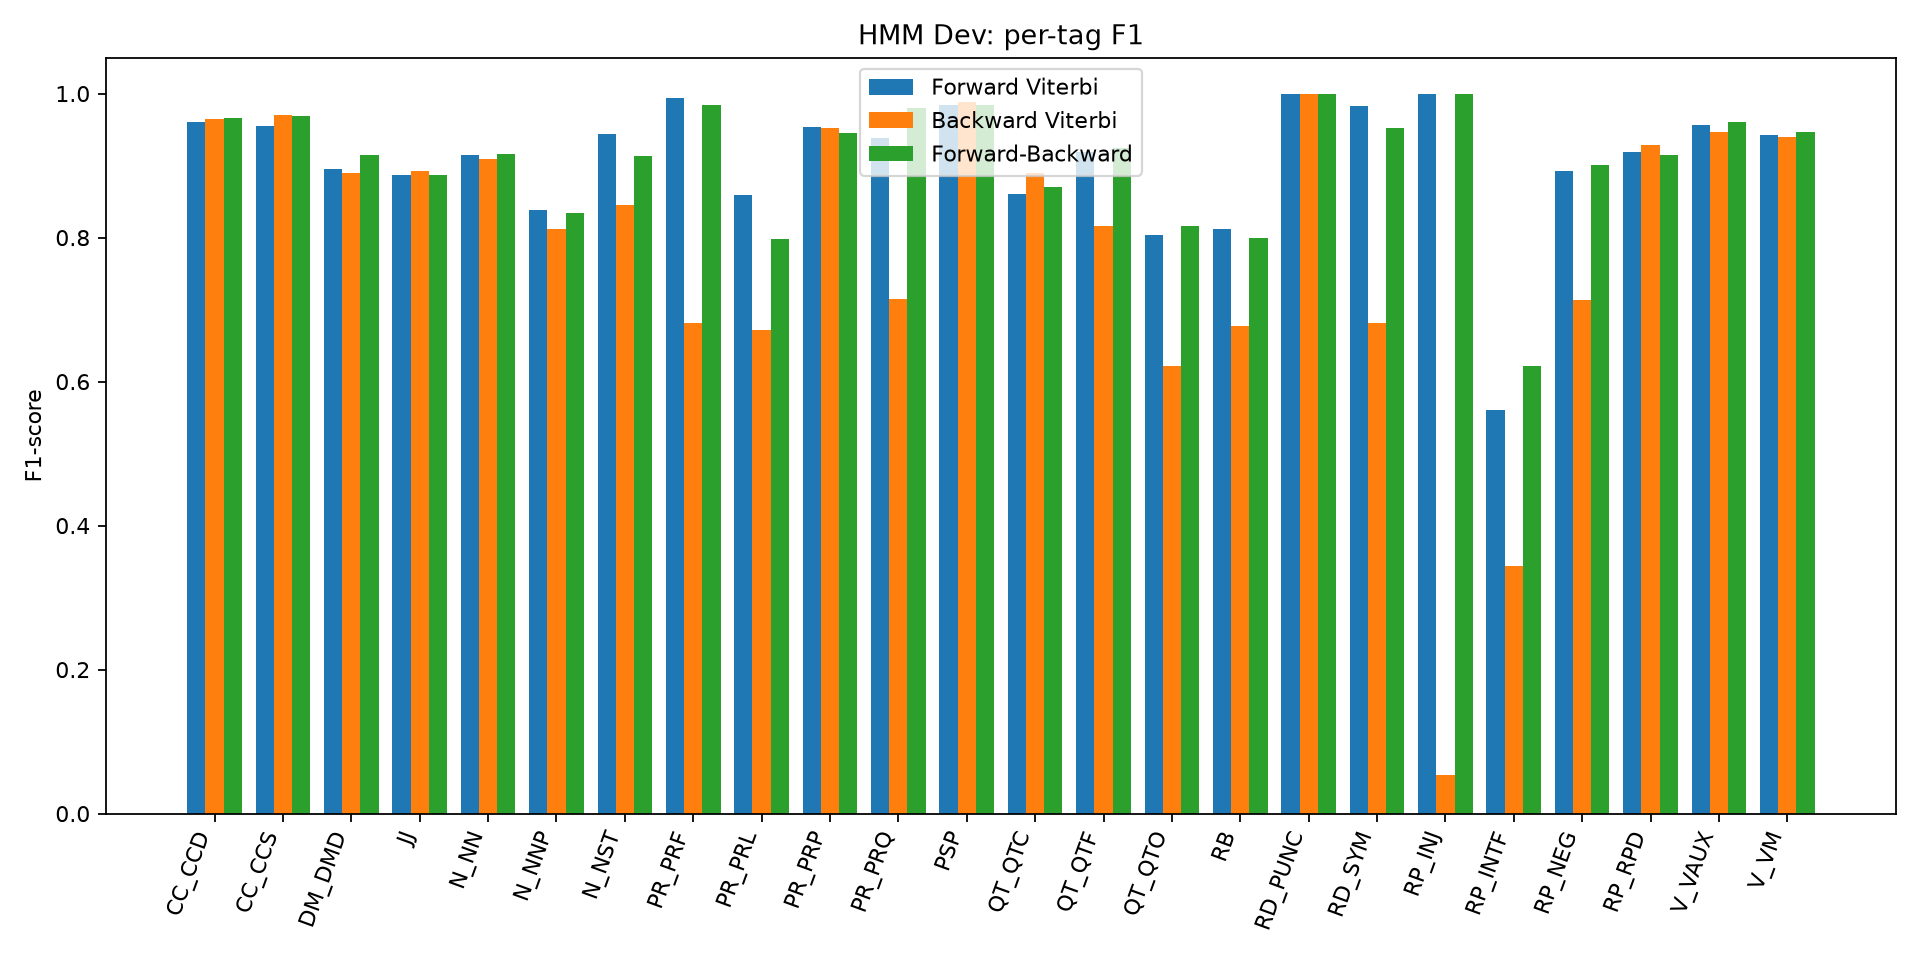 HMM Dev: per-tag F1
Forward Viterbi
Backward Viterbi
Forward-Backward
F1-score
1.0
0.8
0.6
0.4
0.2
0.0
CC_CCD
CC_CCS
DM_DMD
JJ
N_NN
N_NNP
N_NST
PR_PRF
PR_PRL
PR_PRP
PR_PRQ
PSP
QT_QTC
QT_QTF
QT_QTO
RB
RD_PUNC
RD_SYM
RP_INJ
RP_INTF
RP_NEG
RP_RPD
V_VAUX
V_VM